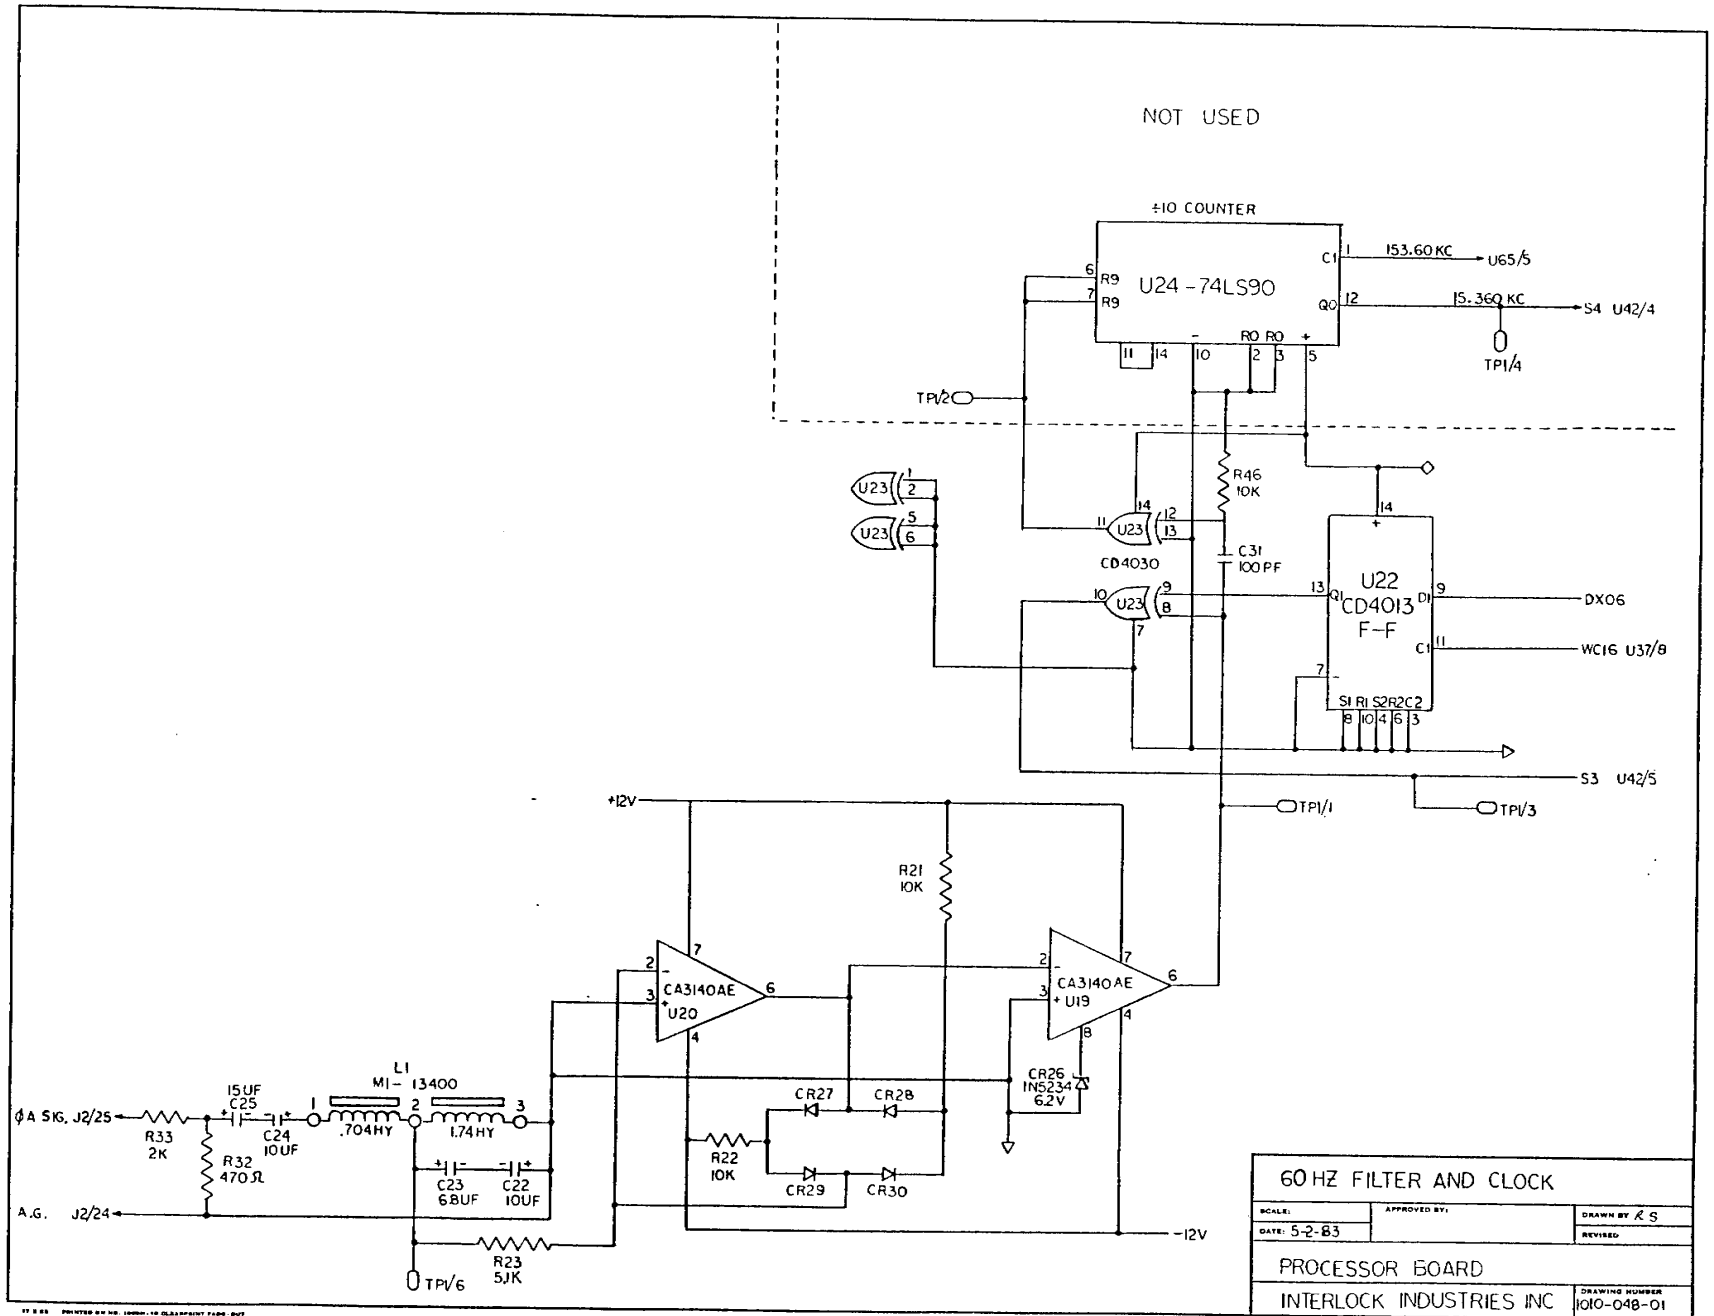 NOT USED
÷10 COUNTER
U24-74LS90
6 R9
7 R9
C1 1 153.60 KC U65/5
Q0 12 15.360 KC S4 U42/4
TP1/4
11 14 - 10 R0 2 R0 3 + 5
TP1/2
U23 1 2
U23 5 6
R46
10K
14
11 U23 12 13
CD4030
C31
100PF
10 U23 9 8
7
14
+
U22
CD4013
F-F
13 Q1
D1 9 DX06
C1 11 WC16 U37/8
7 -
S1 R1 S2 R2 C2
8 10 4 6 3
S3 U42/5
TP1/1
TP1/3
+12V
R21
10K
2 -
3 +
CA3140AE
U20
7
6
4
2 -
3 +
CA3140AE
U19
7
6
4
8
CR26
1N5234
6.2V
L1
M1- 13400
1 2 3
.704HY
1.74HY
ΦA SIG. J2/25
R33
2K
15UF
C25
+ - - +
C24
10UF
R32
470Ω
+ - - +
C23
6.8UF
C22
10UF
A.G. J2/24
R23
5.1K
TP1/6
CR27
CR28
R22
10K
CR29
CR30
-12V
60 HZ FILTER AND CLOCK
SCALE:
APPROVED BY:
DRAWN BY RS
DATE: 5-2-83
REVISED
PROCESSOR BOARD
INTERLOCK INDUSTRIES INC
DRAWING NUMBER
1010-048-01